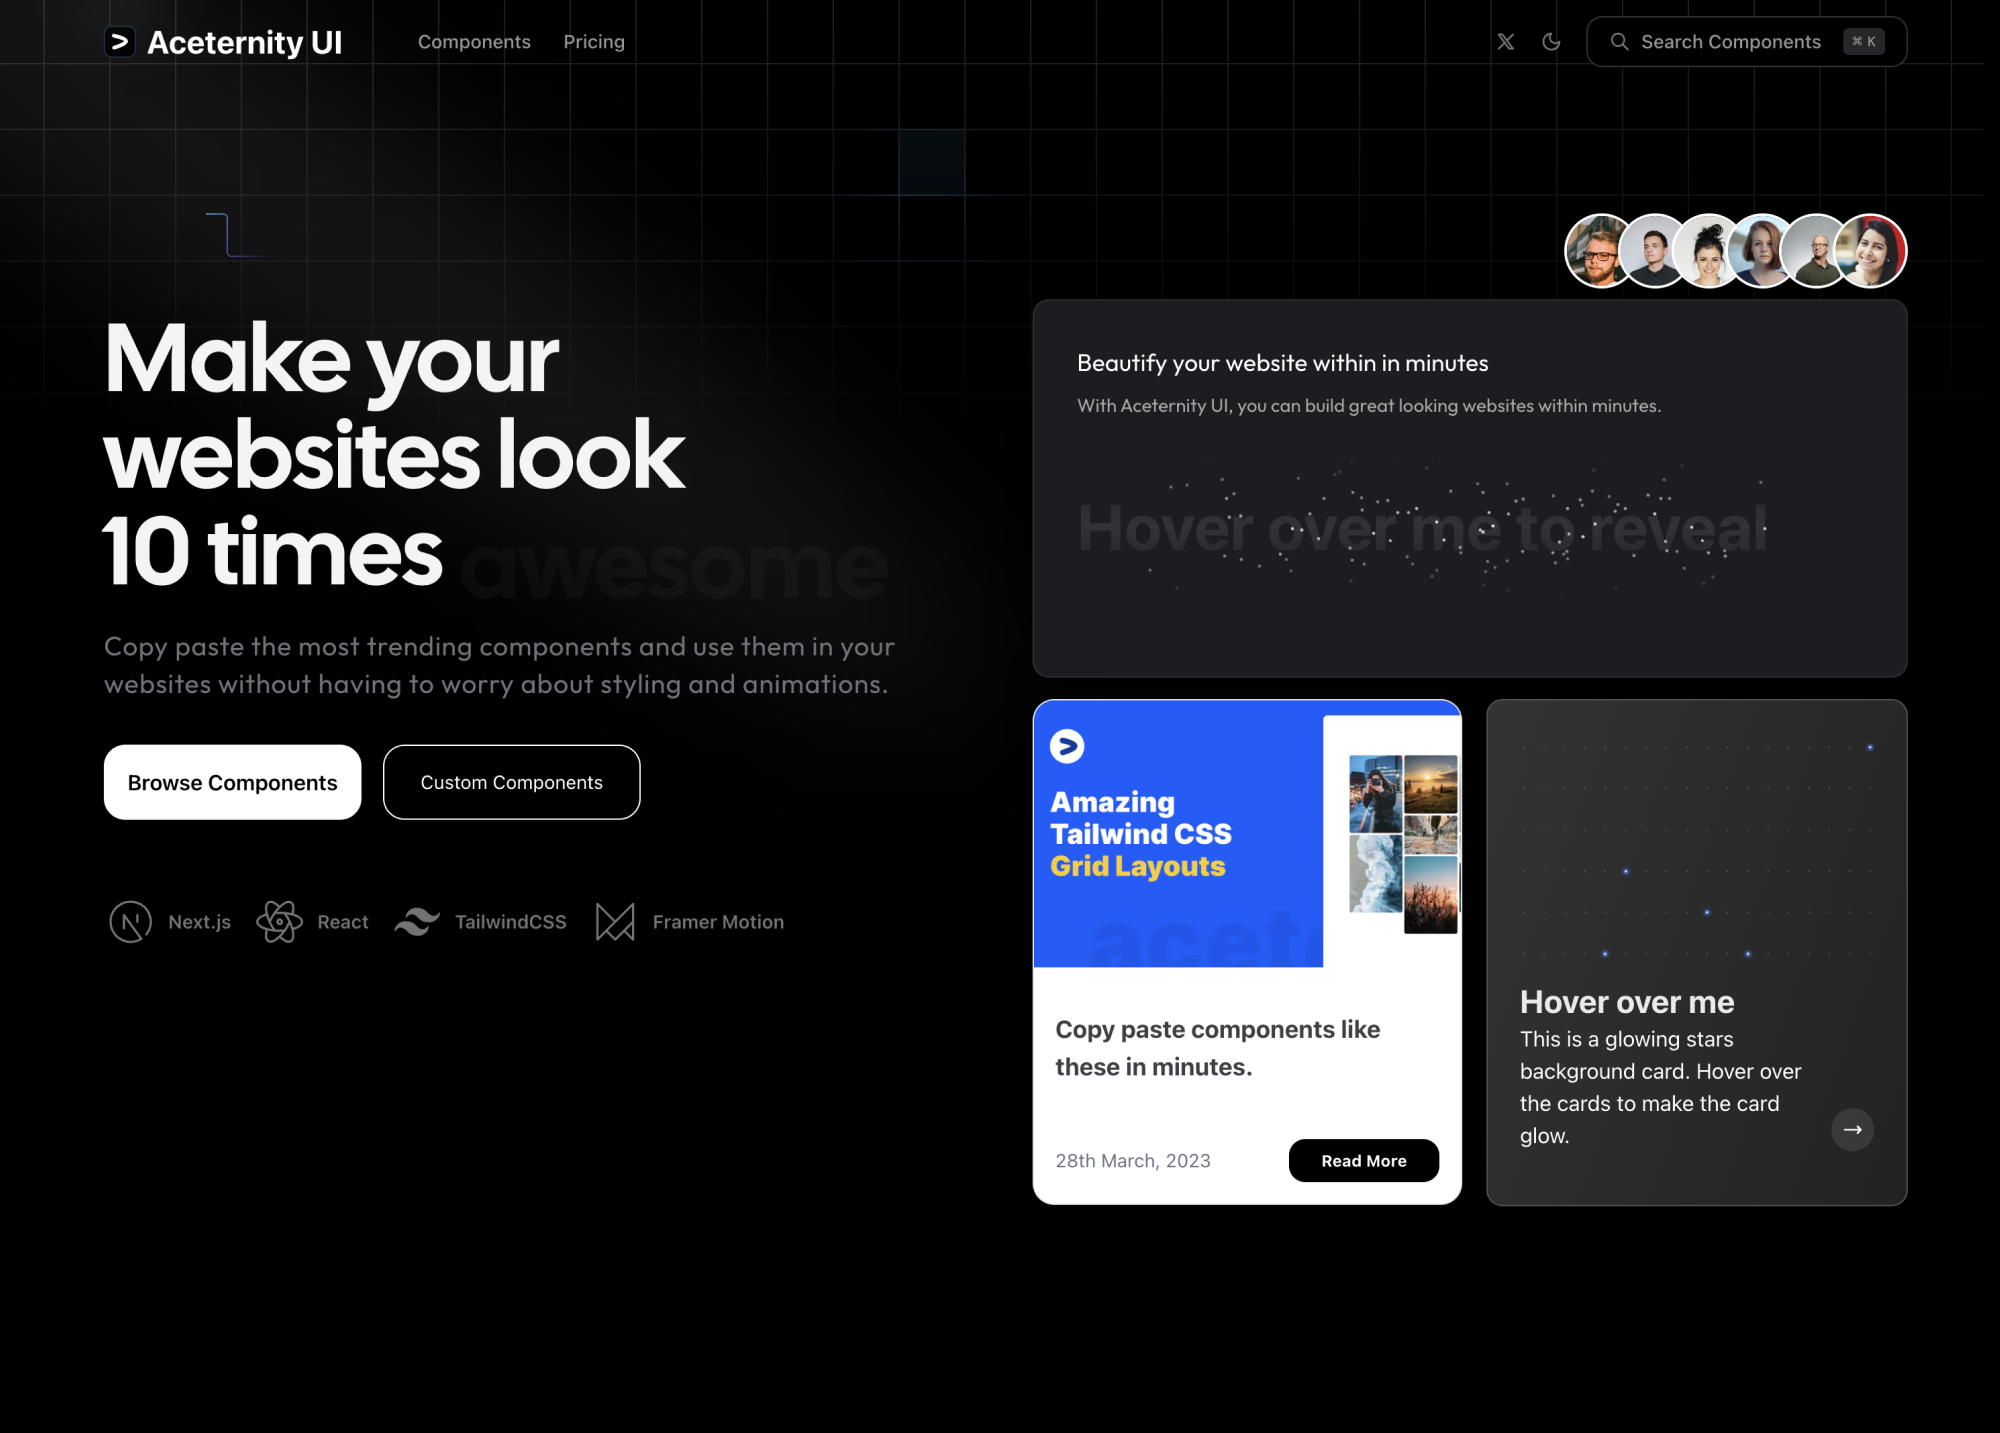 Aceternity UI
Components
Pricing
Search Components
⌘ K
Make your
websites look
10 times awesome
Copy paste the most trending components and use them in your
websites without having to worry about styling and animations.
Browse Components
Custom Components
Next.js
React
TailwindCSS
Framer Motion
Beautify your website within in minutes
With Aceternity UI, you can build great looking websites within minutes.
Hover over me to reveal
Amazing
Tailwind CSS
Grid Layouts
acet
Copy paste components like
these in minutes.
28th March, 2023
Read More
Hover over me
This is a glowing stars
background card. Hover over
the cards to make the card
glow.